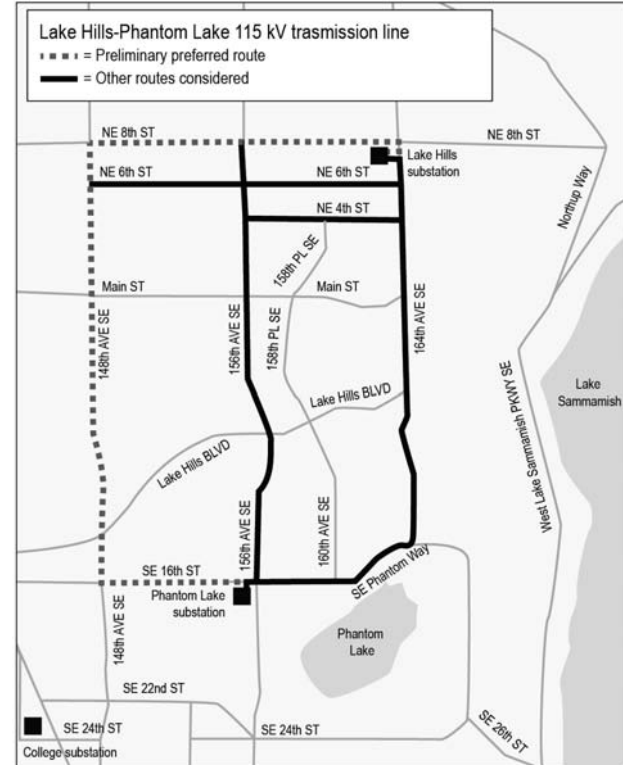 Lake Hills-Phantom Lake 115 kV trasmission line
= Preliminary preferred route
= Other routes considered
NE 8th ST
NE 8th ST
Lake Hills
substation
NE 6th ST
NE 6th ST
NE 4th ST
Northup Way
158th PL SE
Main ST
148th AVE SE
156th AVE SE
158th PL SE
164th AVE SE
Lake
Sammamish
Lake Hills BLVD
West Lake Sammamish PKWY SE
Lake Hills BLVD
156th AVE SE
160th AVE SE
SE 16th ST
SE Phantom Way
Phantom Lake
substation
148th AVE SE
Phantom
Lake
SE 22nd ST
SE 24th ST
SE 24th ST
SE 26th ST
College substation